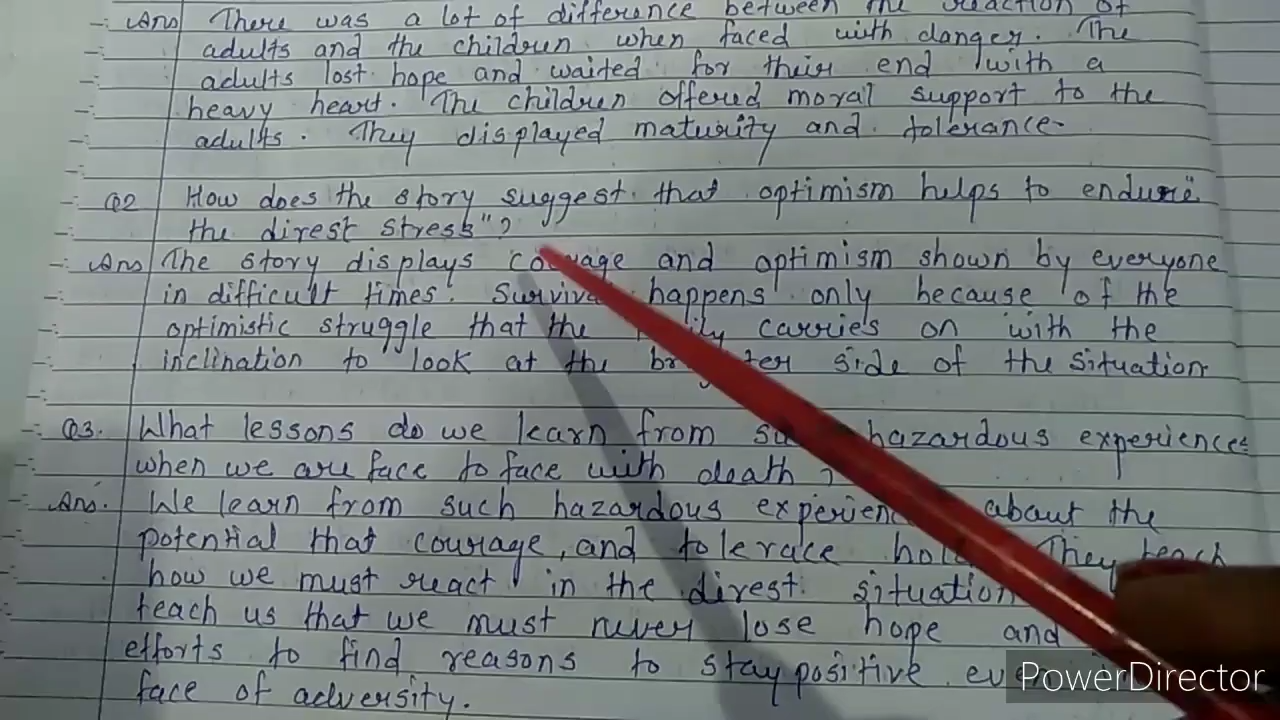 Ans There was a lot of difference between the reaction of
adults and the children when faced with danger. The
adults lost hope and waited for their end with a
heavy heart. The children offered moral support to the
adults. They displayed maturity and tolerance.
Q2 How does the story suggest that optimism helps to endure
the direst stress"?
Ans The story displays courage and optimism shown by everyone
in difficult times. Survival happens only because of the
optimistic struggle that the carries on with the
inclination to look at the side of the situation
Q3. What lessons do we learn from such hazardous experiences
when we are face to face with death ?
Ans. We learn from such hazardous about the
potential that courage, and tolerace They teach
how we must react in the direst situation
teach us that we must never lose hope and
efforts to find reasons to stay positive
face of adversity.
PowerDirector